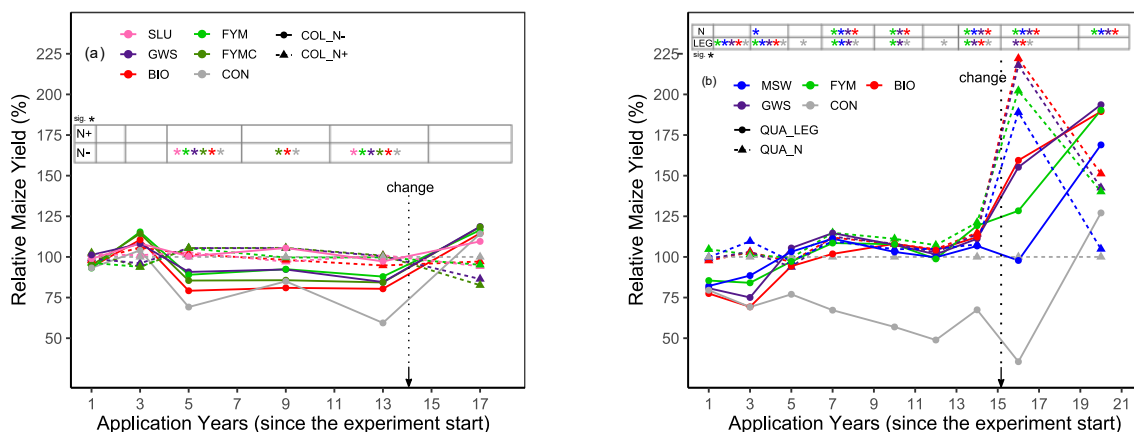 (a)
SLU FYM COL_N-
GWS FYMC COL_N+
BIO CON
sig. *
N+
N- ***** *** *****
change
Relative Maize Yield (%)
225
200
175
150
125
100
75
50
1 3 5 7 9 11 13 15 17
Application Years (since the experiment start)
N * **** *** **** **** ****
LEG ***** ***** * **** *** * **** ***
sig. *
change
(b)
MSW FYM BIO
GWS CON
QUA_LEG
QUA_N
Relative Maize Yield (%)
225
200
175
150
125
100
75
50
1 3 5 7 9 11 13 15 17 19 21
Application Years (since the experiment start)